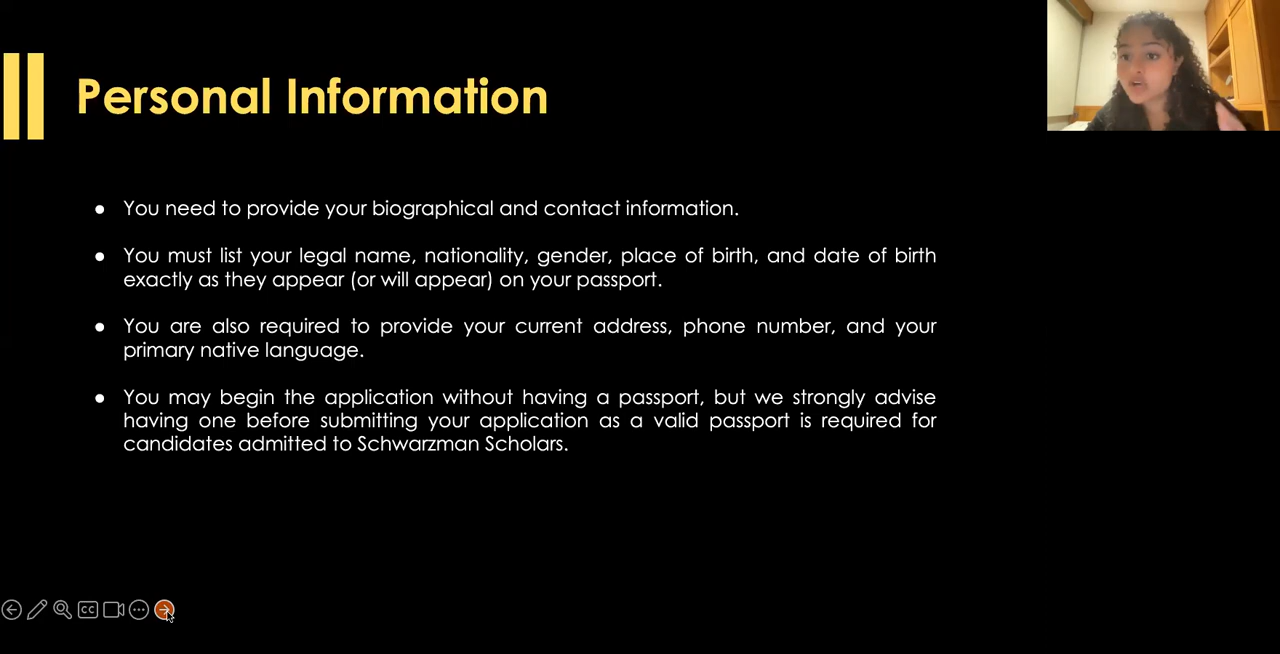 Personal Information
● You need to provide your biographical and contact information.
● You must list your legal name, nationality, gender, place of birth, and date of birth
exactly as they appear (or will appear) on your passport.
● You are also required to provide your current address, phone number, and your
primary native language.
● You may begin the application without having a passport, but we strongly advise
having one before submitting your application as a valid passport is required for
candidates admitted to Schwarzman Scholars.
CC